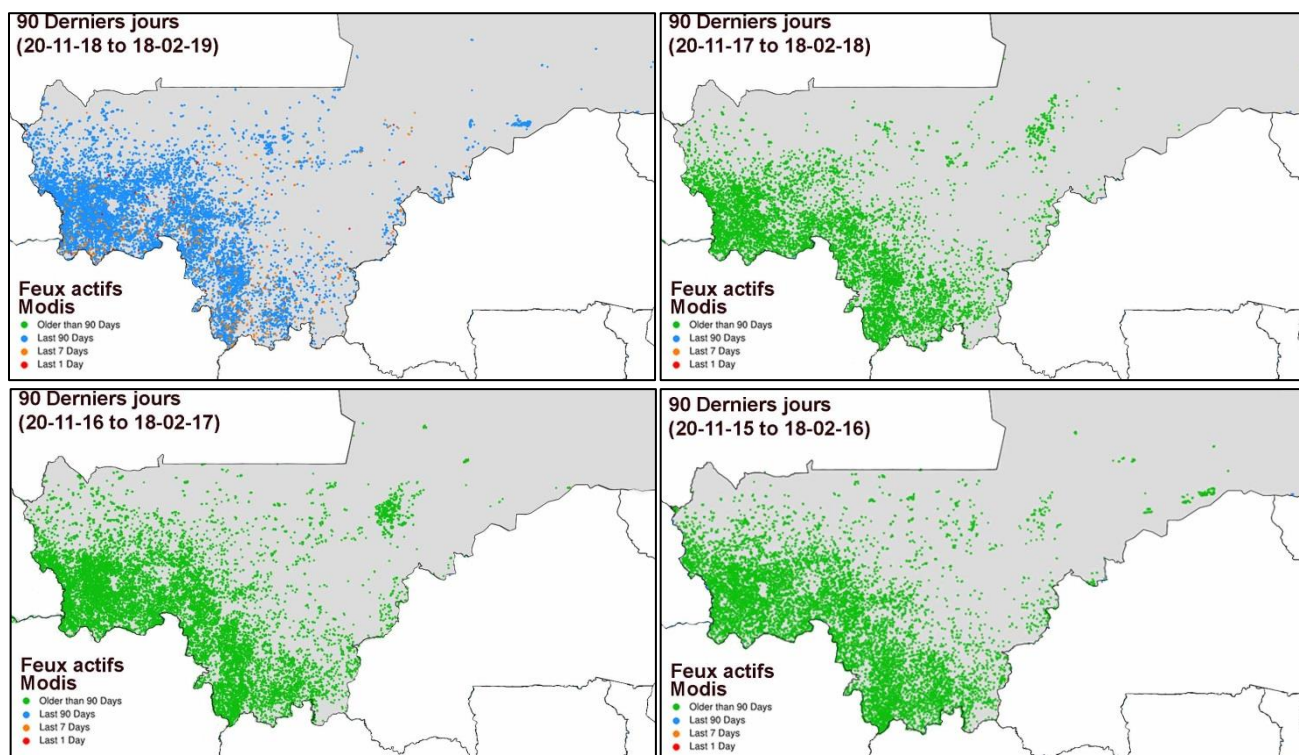 90 Derniers jours
(20-11-18 to 18-02-19)
Feux actifs
Modis
Older than 90 Days
Last 90 Days
Last 7 Days
Last 1 Day
90 Derniers jours
(20-11-17 to 18-02-18)
Feux actifs
Modis
Older than 90 Days
Last 90 Days
Last 7 Days
Last 1 Day
90 Derniers jours
(20-11-16 to 18-02-17)
Feux actifs
Modis
Older than 90 Days
Last 90 Days
Last 7 Days
Last 1 Day
90 Derniers jours
(20-11-15 to 18-02-16)
Feux actifs
Modis
Older than 90 Days
Last 90 Days
Last 7 Days
Last 1 Day